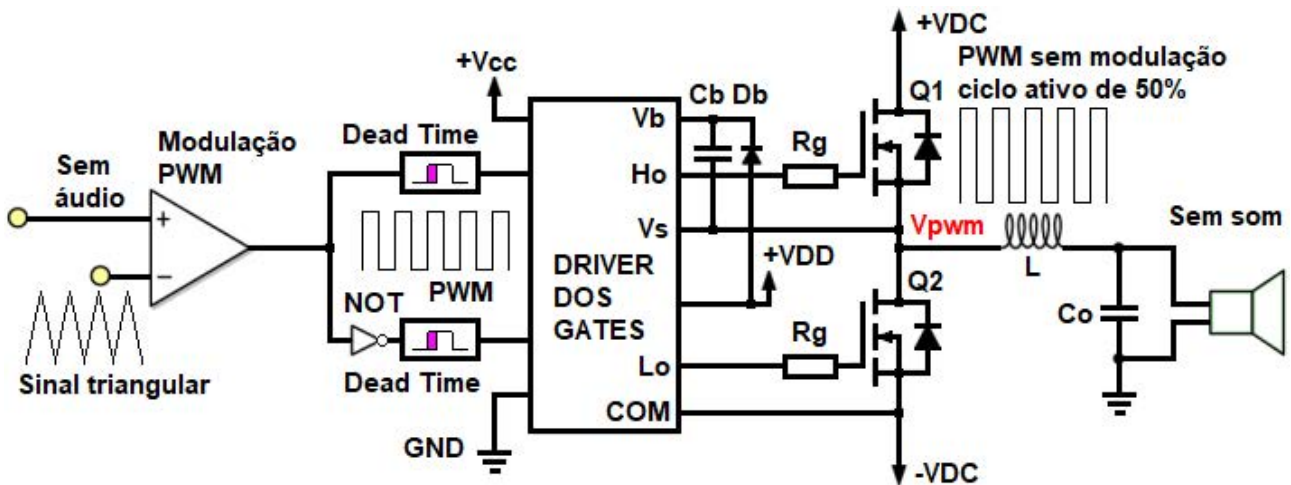 +VDC
PWM sem modulação
ciclo ativo de 50%
+Vcc
Cb Db
Q1
Modulação
PWM
Dead Time
Vb
Rg
Sem
áudio
Ho
+
Vs
Vpwm
Sem som
−
+VDD
L
DRIVER
DOS
GATES
PWM
NOT
Q2
Co
Rg
Lo
Sinal triangular
Dead Time
COM
GND
-VDC